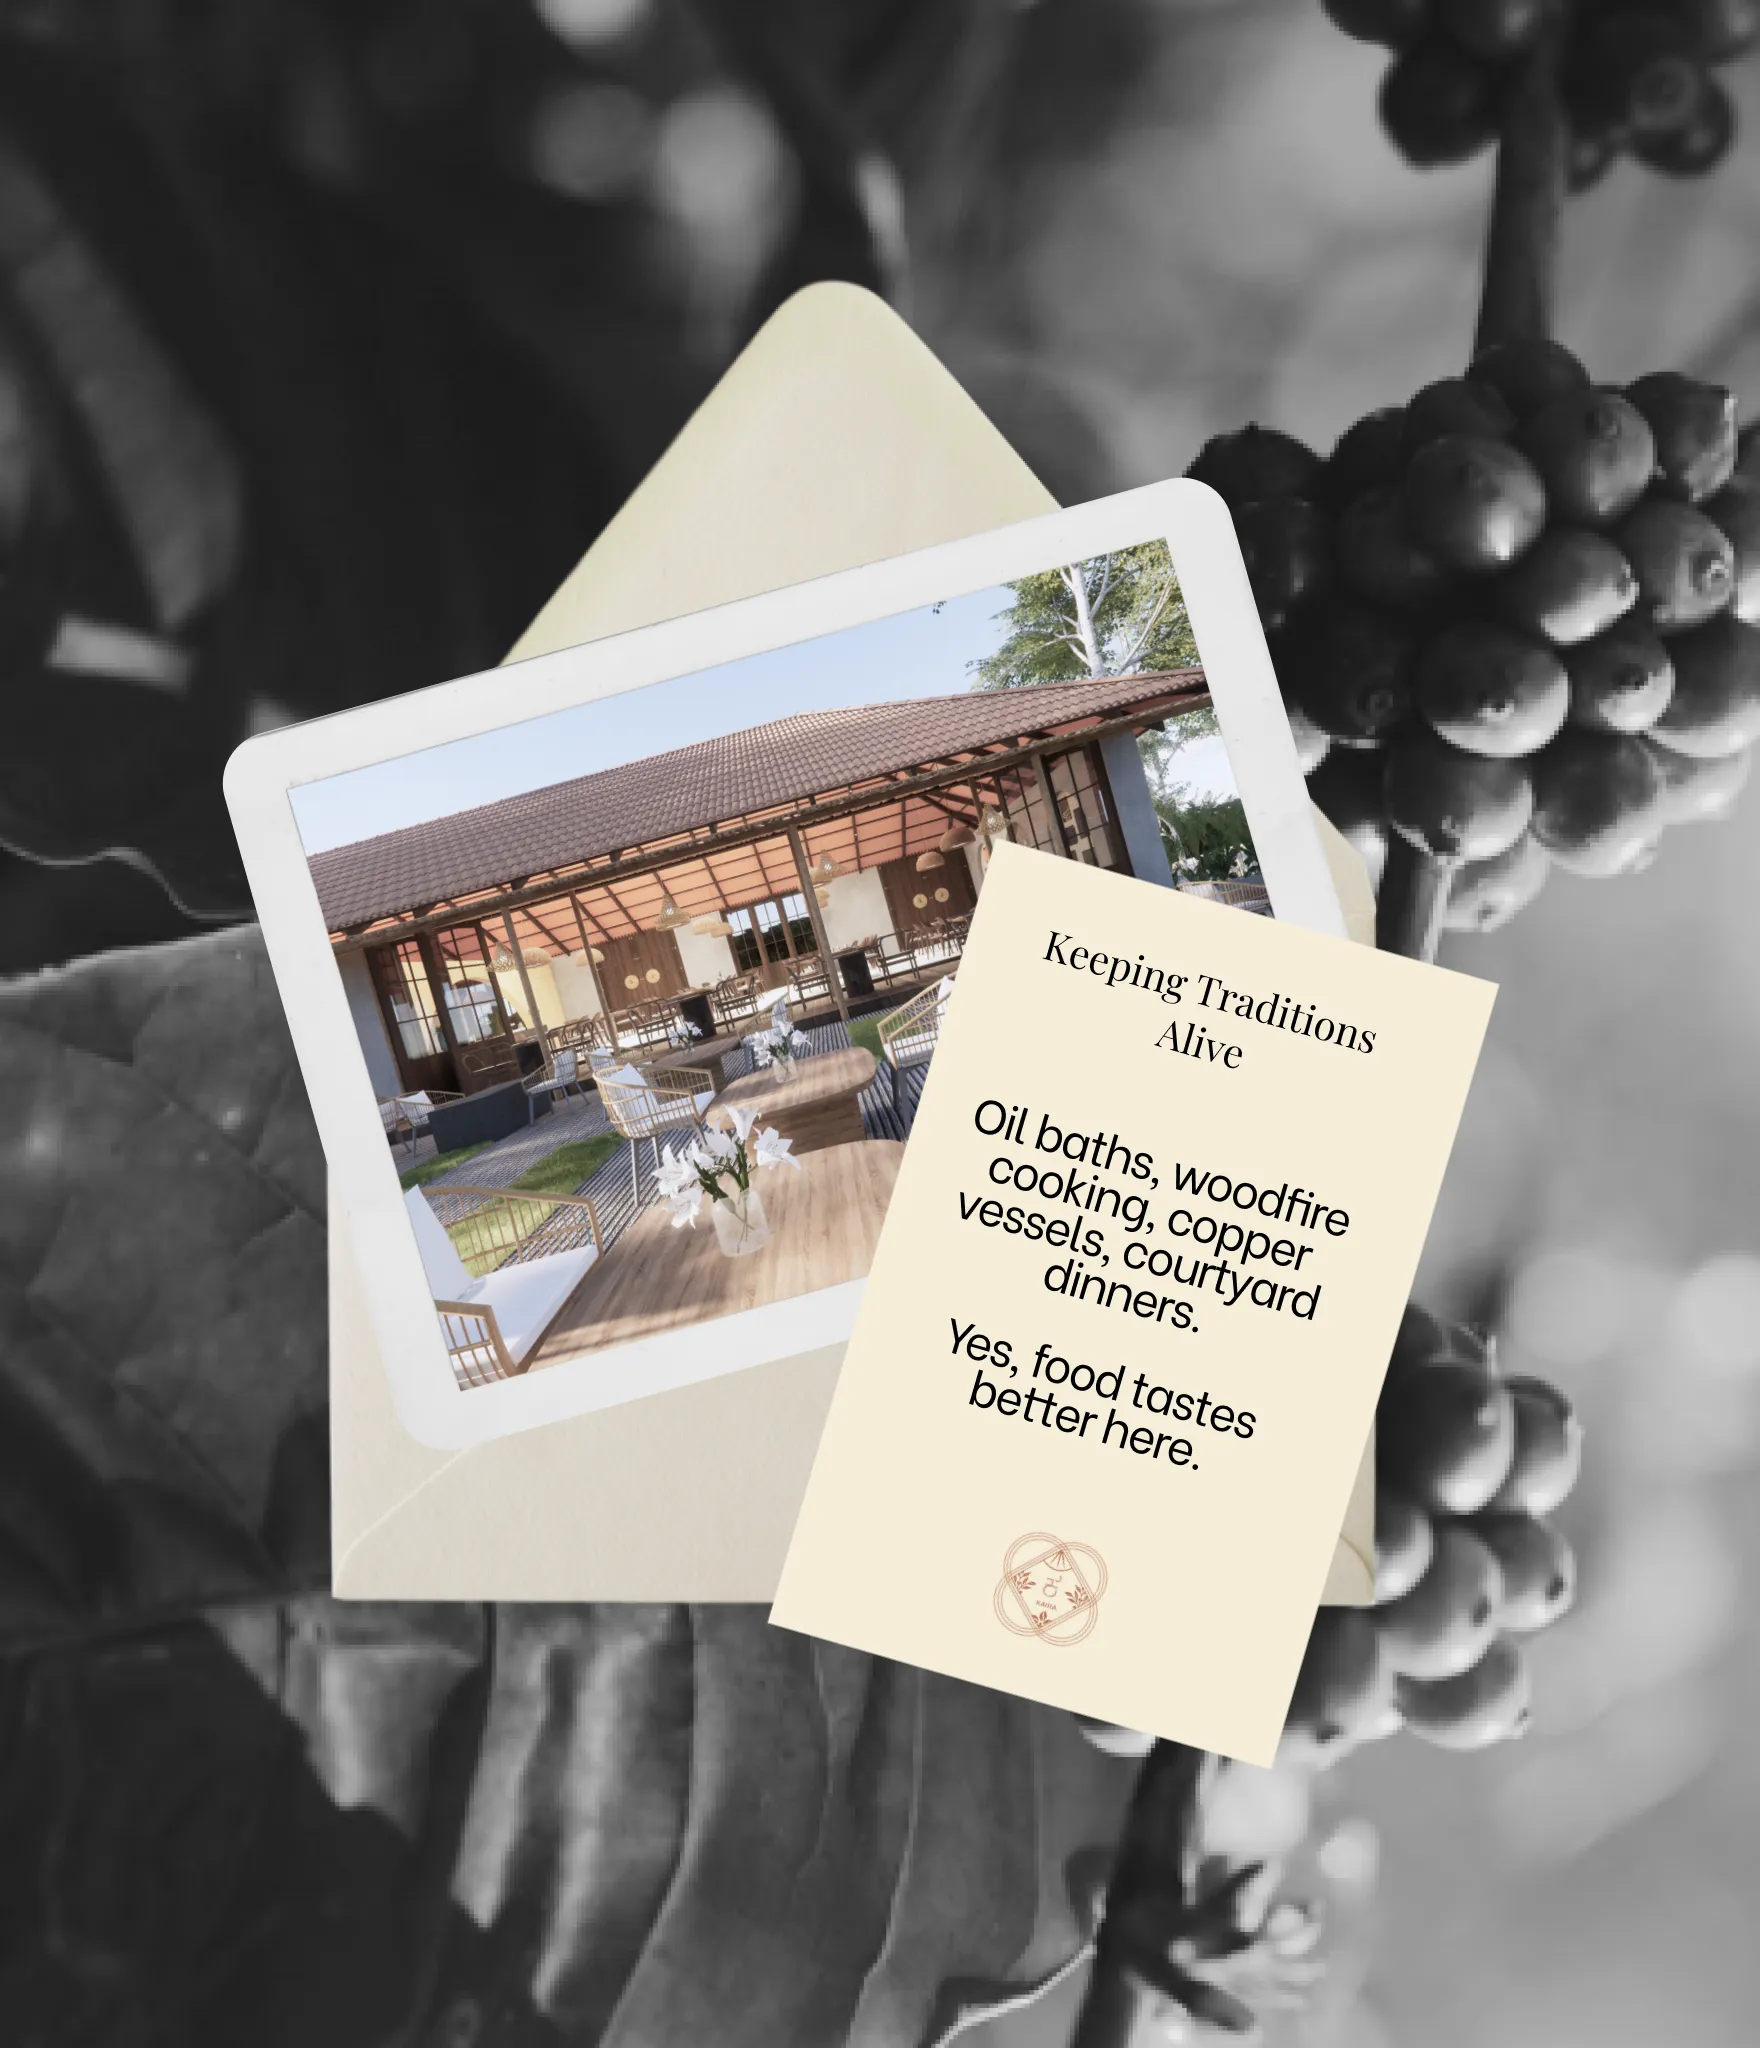 Keeping Traditions
Alive
Oil baths, woodfire
cooking, copper
vessels, courtyard
dinners.
Yes, food tastes
better here.